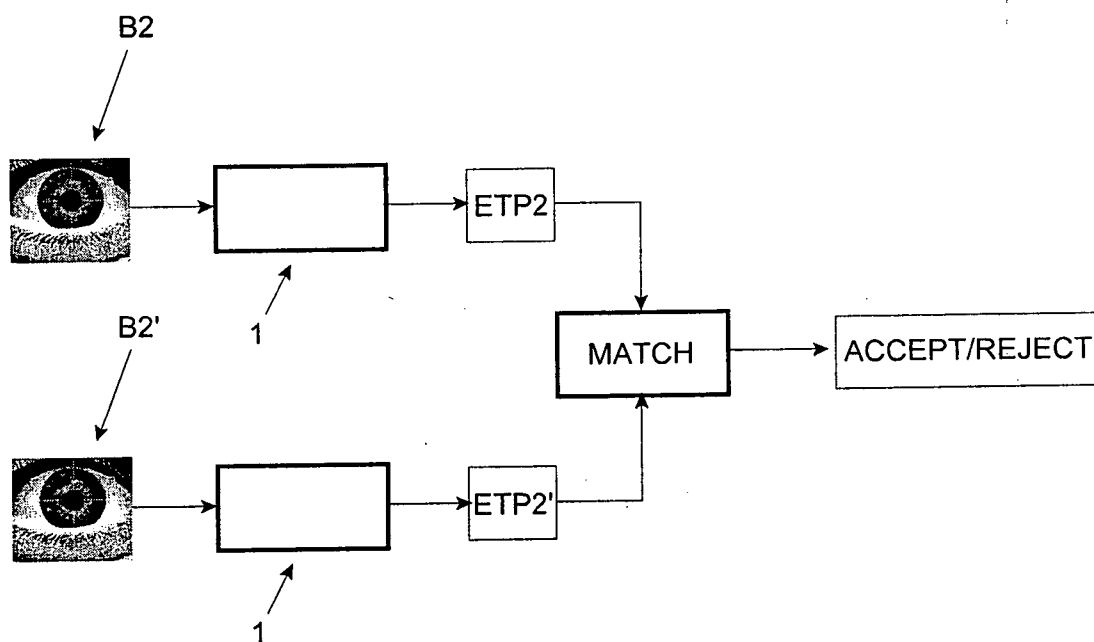 B2
ETP2
1
B2'
MATCH
ACCEPT/REJECT
ETP2'
1